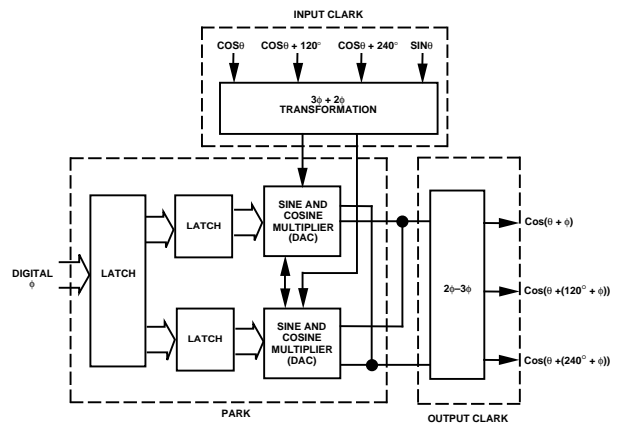 INPUT CLARK
COSθ
COSθ + 120°
COSθ + 240°
SINθ
3ϕ + 2ϕ
TRANSFORMATION
DIGITAL
ϕ
LATCH
LATCH
SINE AND
COSINE
MULTIPLIER
(DAC)
LATCH
SINE AND
COSINE
MULTIPLIER
(DAC)
PARK
2ϕ–3ϕ
Cos(θ + ϕ)
Cos(θ +(120° + ϕ))
Cos(θ +(240° + ϕ))
OUTPUT CLARK